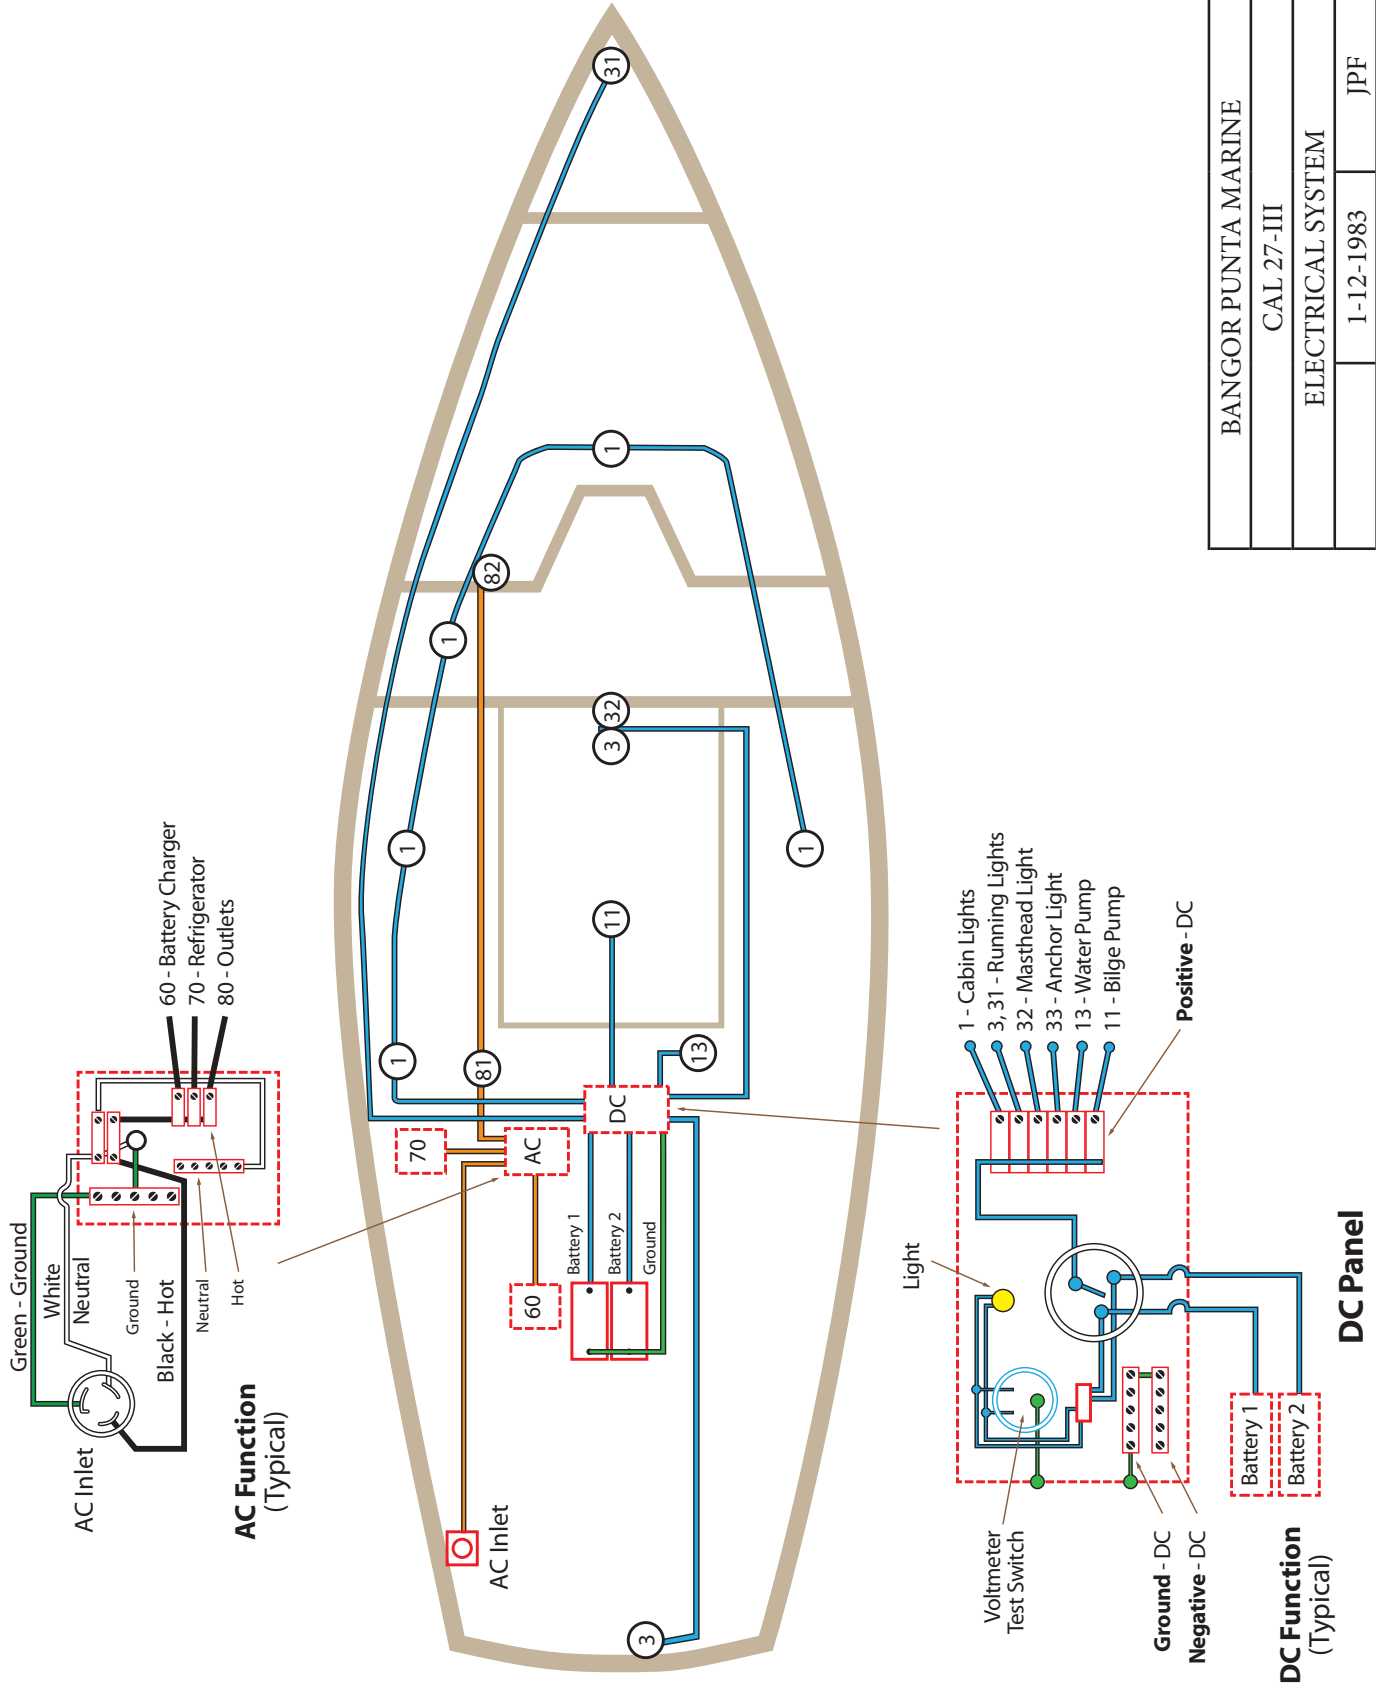 AC Inlet
Green - Ground
White
Neutral
Black - Hot
Ground
Neutral
Hot
60 - Battery Charger
70 - Refrigerator
80 - Outlets
AC Function
(Typical)
AC Inlet
70
AC
60
81
82
1
1
1
1
1
31
32
3
11
13
DC
Battery 1
Battery 2
Ground
3
Light
Voltmeter
Test Switch
1 - Cabin Lights
3, 31 - Running Lights
32 - Masthead Light
33 - Anchor Light
13 - Water Pump
11 - Bilge Pump
Positive - DC
Ground - DC
Negative - DC
Battery 1
Battery 2
DC Function
(Typical)
DC Panel
BANGOR PUNTA MARINE
CAL 27-III
ELECTRICAL SYSTEM
1-12-1983 JPF